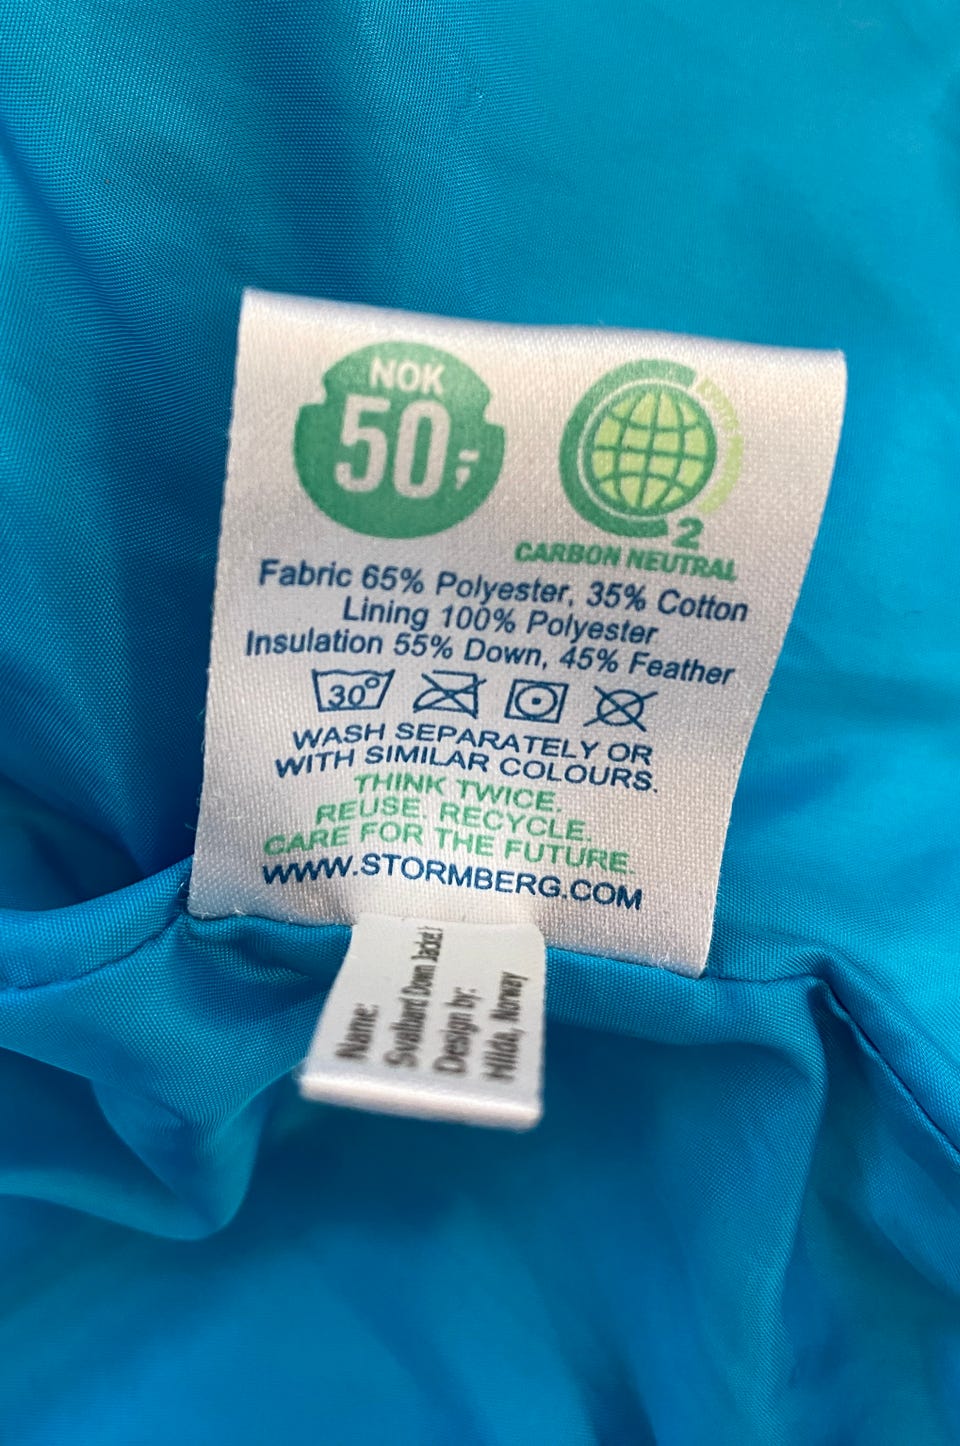 NOK
50,-
2
CARBON NEUTRAL
Fabric 65% Polyester, 35% Cotton
Lining 100% Polyester
Insulation 55% Down, 45% Feather
30°
WASH SEPARATELY OR
WITH SIMILAR COLOURS.
THINK TWICE.
REUSE. RECYCLE.
CARE FOR THE FUTURE.
WWW.STORMBERG.COM
Name:
Svalbard Down Jacket
Design by:
Hilda, Norway